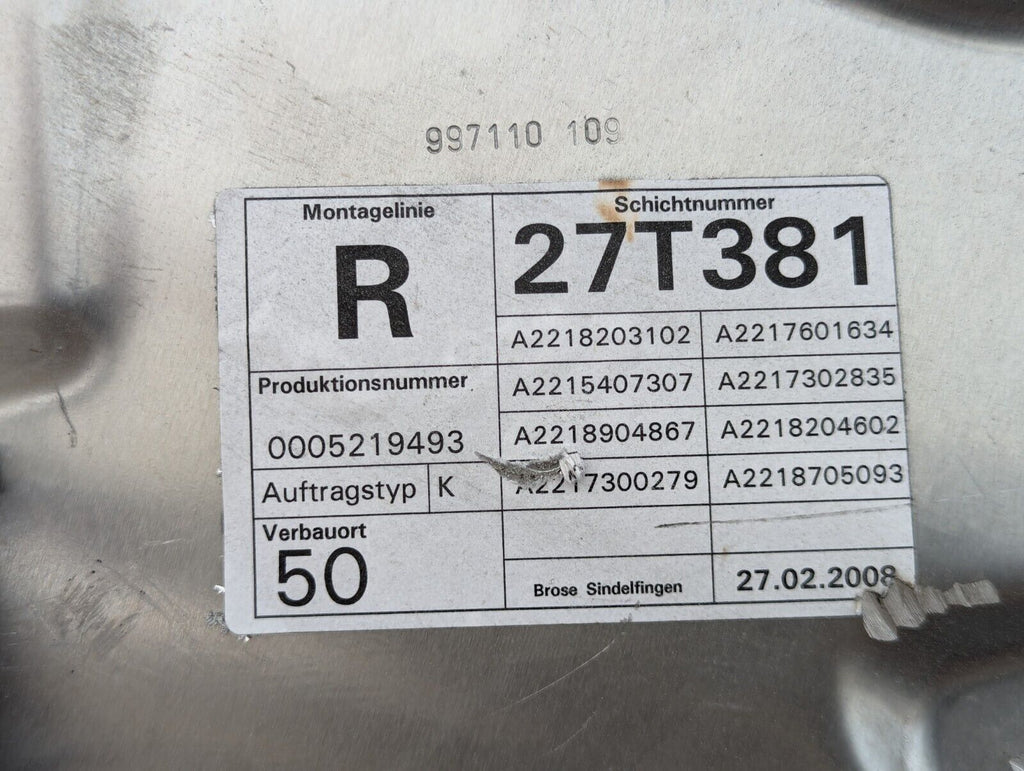 997110 109
Montagelinie
R
Schichtnummer
27T381
A2218203102 A2217601634
A2215407307 A2217302835
A2218904867 A2218204602
A2217300279 A2218705093
Produktionsnummer
0005219493
Auftragstyp K
Verbauort
50
Brose Sindelfingen
27.02.2008